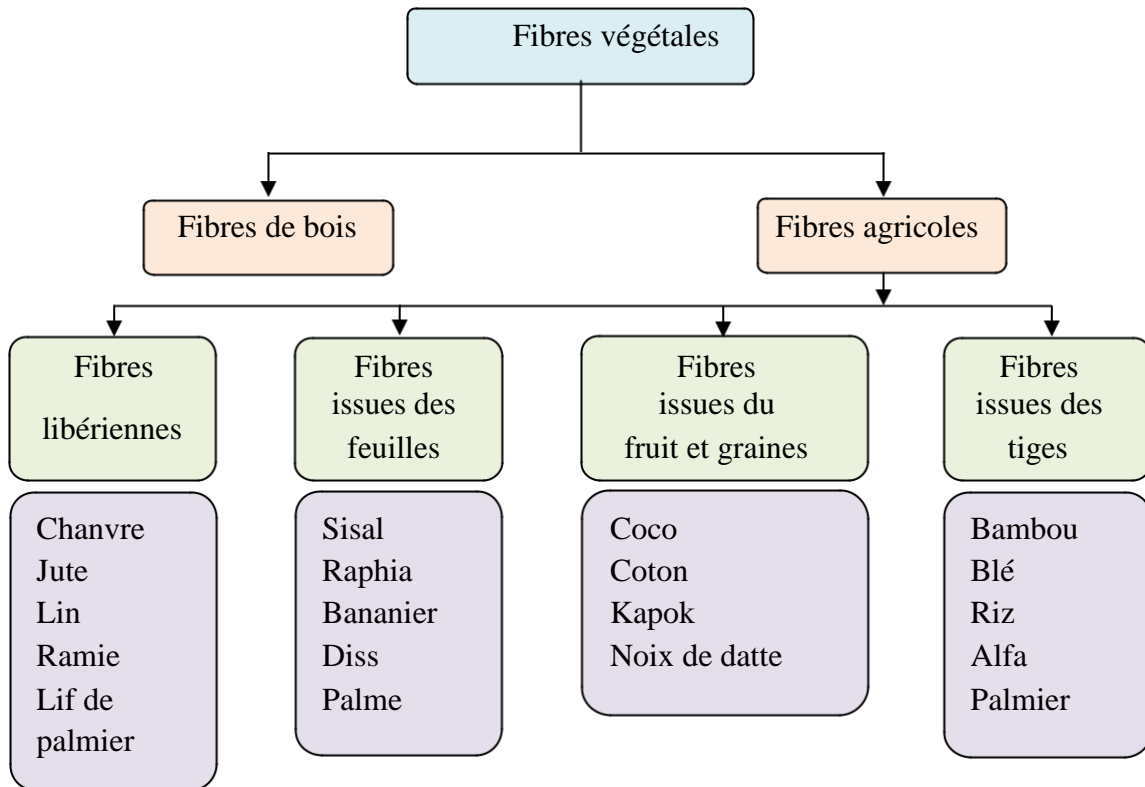 Fibres végétales
Fibres de bois
Fibres agricoles
Fibres
libériennes
Fibres
issues des
feuilles
Fibres
issues du
fruit et graines
Fibres
issues des
tiges
Chanvre
Jute
Lin
Ramie
Lif de
palmier
Sisal
Raphia
Bananier
Diss
Palme
Coco
Coton
Kapok
Noix de datte
Bambou
Blé
Riz
Alfa
Palmier